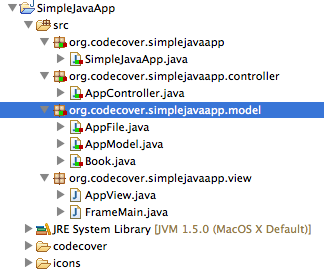 SimpleJavaApp
src
org.codecover.simplejavaapp
SimpleJavaApp.java
org.codecover.simplejavaapp.controller
AppController.java
org.codecover.simplejavaapp.model
AppFile.java
AppModel.java
Book.java
org.codecover.simplejavaapp.view
AppView.java
FrameMain.java
JRE System Library [JVM 1.5.0 (MacOS X Default)]
codecover
icons